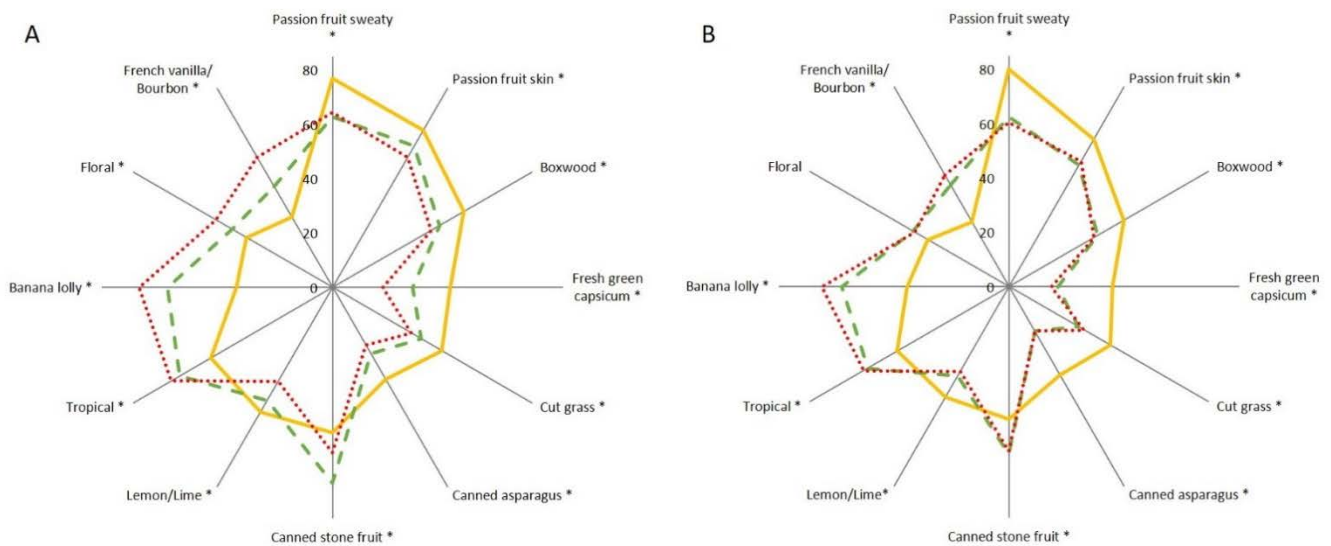 A
Passion fruit sweaty
*
French vanilla/
Bourbon *
80
Passion fruit skin *
60
Floral *
Boxwood *
40
20
Banana lolly *
0
Fresh green
capsicum *
Tropical *
Cut grass *
Lemon/Lime *
Canned asparagus *
Canned stone fruit *
B
Passion fruit sweaty
*
French vanilla/
Bourbon *
80
Passion fruit skin *
60
Floral
Boxwood *
40
20
Banana lolly *
0
Fresh green
capsicum *
Tropical *
Cut grass *
Lemon/Lime*
Canned asparagus *
Canned stone fruit *